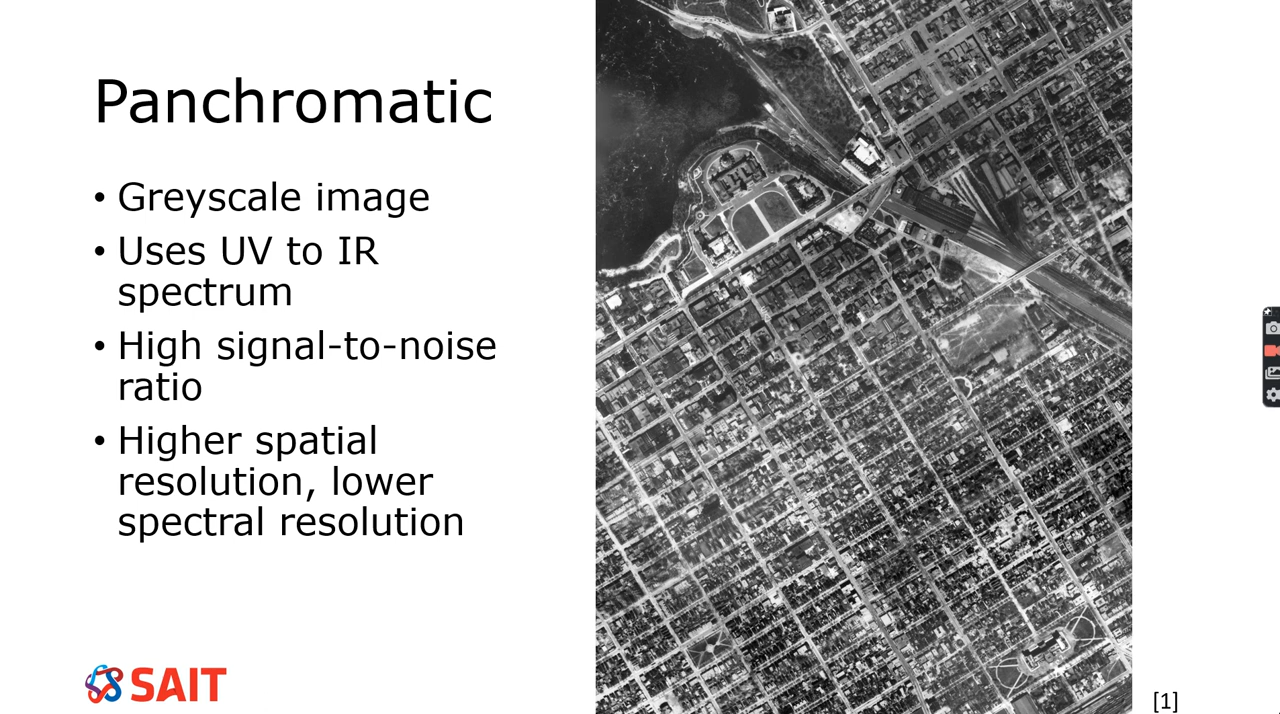 Panchromatic
• Greyscale image
• Uses UV to IR
spectrum
• High signal-to-noise
ratio
• Higher spatial
resolution, lower
spectral resolution
SAIT
[1]